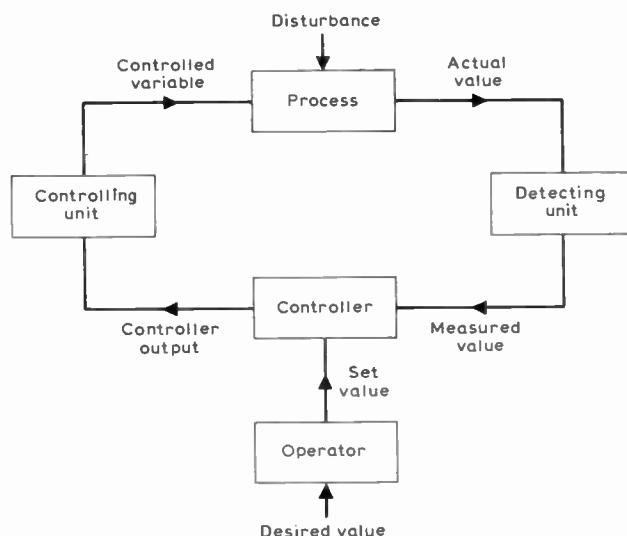 Disturbance
Controlled
variable
Process
Actual
value
Controlling
unit
Detecting
unit
Controller
Controller
output
Measured
value
Set
value
Operator
Desired value